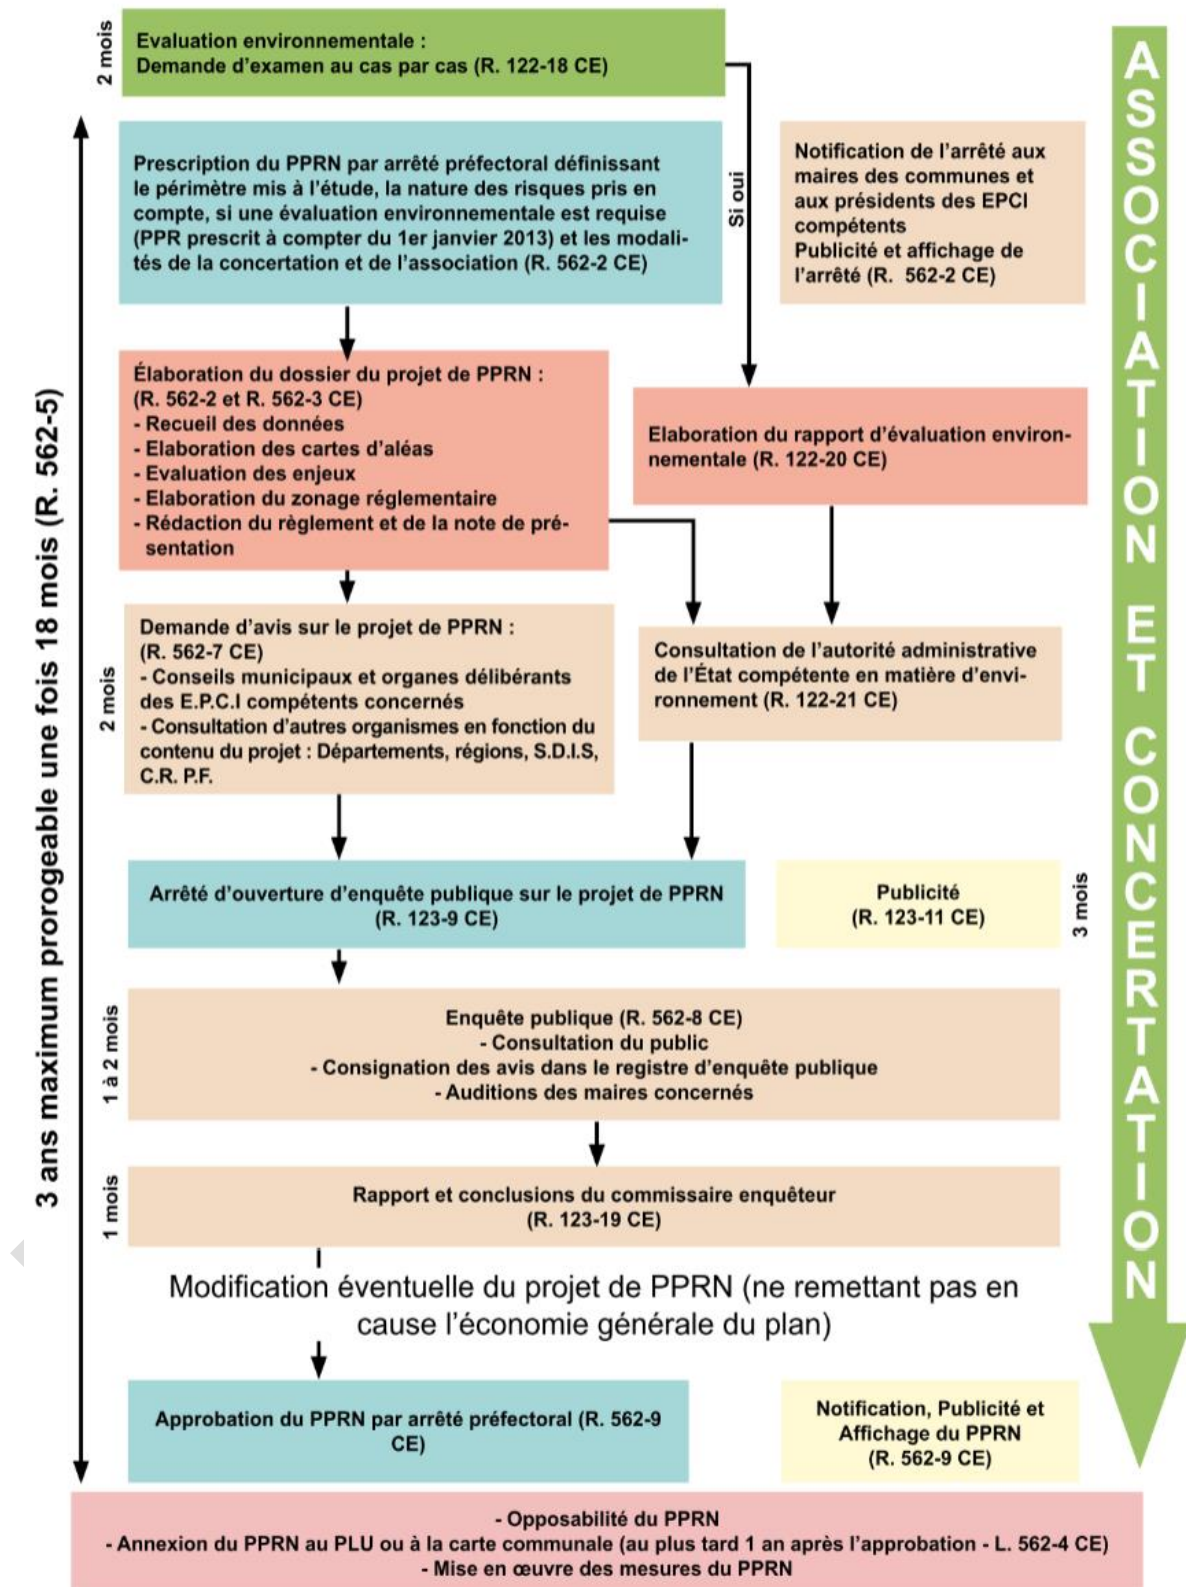 2 mois
Evaluation environnementale :
Demande d'examen au cas par cas (R. 122-18 CE)
3 ans maximum prorogeable une fois 18 mois (R. 562-5)
Prescription du PPRN par arrêté préfectoral définissant
le périmètre mis à l'étude, la nature des risques pris en
compte, si une évaluation environnementale est requise
(PPR prescrit à compter du 1er janvier 2013) et les modali-
tés de la concertation et de l'association (R. 562-2 CE)
Si oui
Notification de l'arrêté aux
maires des communes et
aux présidents des EPCI
compétents
Publicité et affichage de
l'arrêté (R. 562-2 CE)
Élaboration du dossier du projet de PPRN :
(R. 562-2 et R. 562-3 CE)
- Recueil des données
- Elaboration des cartes d'aléas
- Evaluation des enjeux
- Elaboration du zonage réglementaire
- Rédaction du règlement et de la note de pré-
sentation
Elaboration du rapport d'évaluation environ-
nementale (R. 122-20 CE)
2 mois
Demande d'avis sur le projet de PPRN :
(R. 562-7 CE)
- Conseils municipaux et organes délibérants
des E.P.C.I compétents concernés
- Consultation d'autres organismes en fonction du
contenu du projet : Départements, régions, S.D.I.S,
C.R. P.F.
Consultation de l'autorité administrative
de l'État compétente en matière d'envi-
ronnement (R. 122-21 CE)
Arrêté d'ouverture d'enquête publique sur le projet de PPRN
(R. 123-9 CE)
Publicité
(R. 123-11 CE)
3 mois
1 à 2 mois
Enquête publique (R. 562-8 CE)
- Consultation du public
- Consignation des avis dans le registre d'enquête publique
- Auditions des maires concernés
1 mois
Rapport et conclusions du commissaire enquêteur
(R. 123-19 CE)
Modification éventuelle du projet de PPRN (ne remettant pas en
cause l'économie générale du plan)
Approbation du PPRN par arrêté préfectoral (R. 562-9
CE)
Notification, Publicité et
Affichage du PPRN
(R. 562-9 CE)
- Opposabilité du PPRN
- Annexion du PPRN au PLU ou à la carte communale (au plus tard 1 an après l'approbation - L. 562-4 CE)
- Mise en œuvre des mesures du PPRN
ASSOCIATION ET CONCERTATION